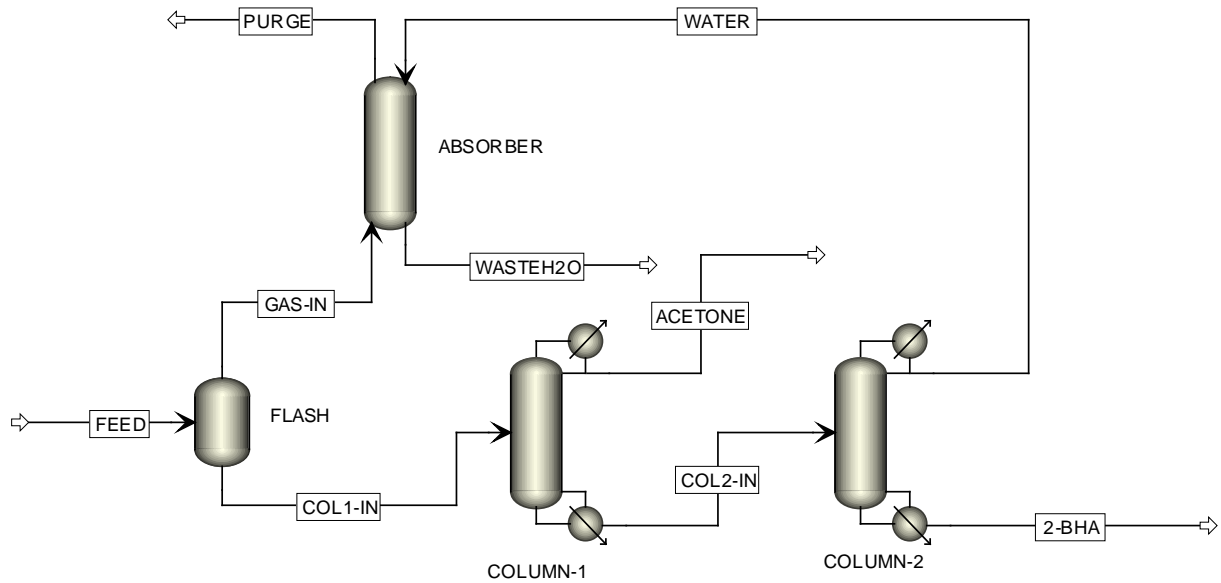 PURGE
WATER
ABSORBER
WASTEH2O
GAS-IN
ACETONE
FEED
FLASH
COL1-IN
COL2-IN
2-BHA
COLUMN-2
COLUMN-1